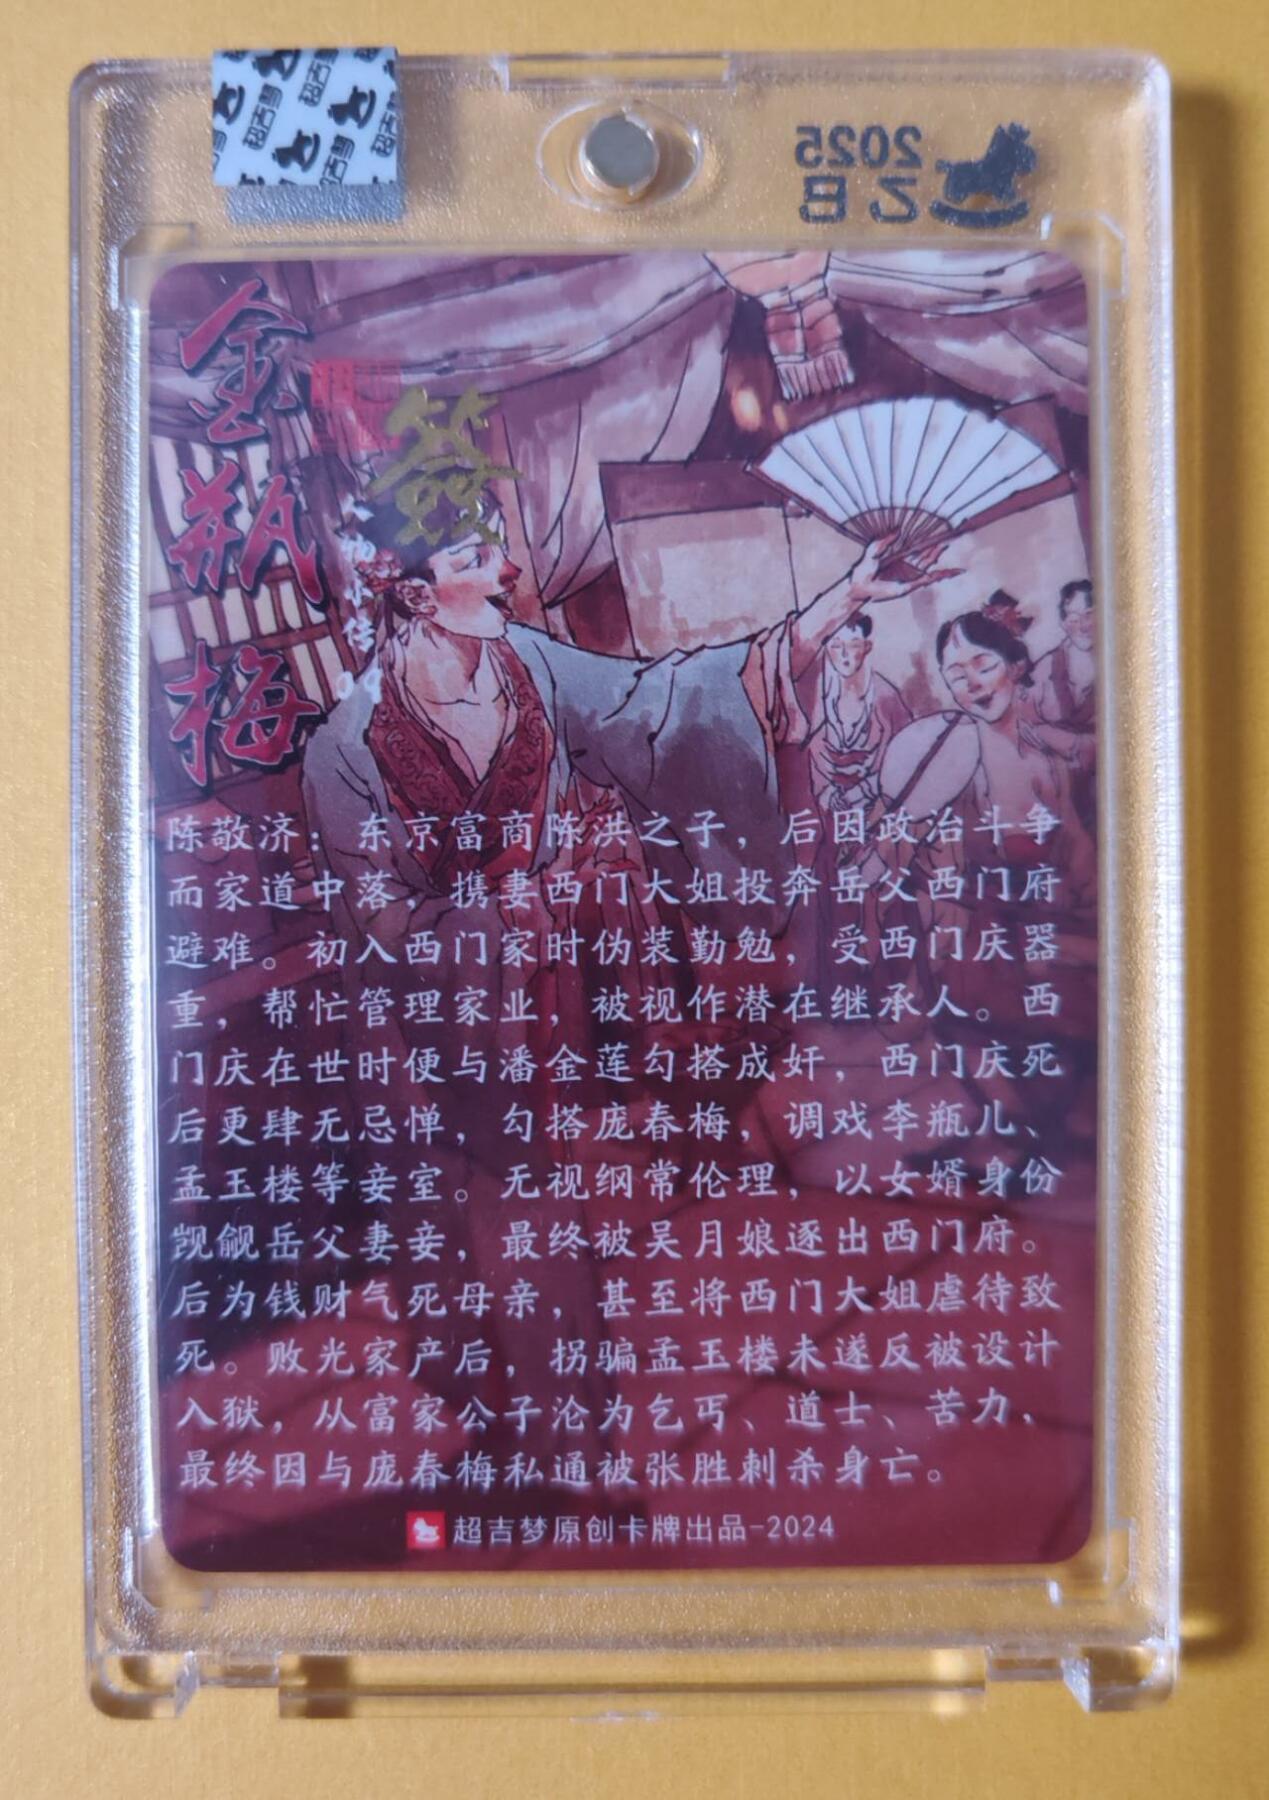 超吉梦
2025
乙巳
金瓶梅
簽
人物小传
09
陈敬济：东京富商陈洪之子，后因政治斗争
而家道中落，携妻西门大姐投奔岳父西门府
避难。初入西门家时伪装勤勉，受西门庆器
重，帮忙管理家业，被视作潜在继承人。西
门庆在世时便与潘金莲勾搭成奸，西门庆死
后更肆无忌惮，勾搭庞春梅，调戏李瓶儿、
孟玉楼等妾室。无视纲常伦理，以女婿身份
觊觎岳父妻妾，最终被吴月娘逐出西门府。
后为钱财气死母亲，甚至将西门大姐虐待致
死。败光家产后，拐骗孟玉楼未遂反被设计
入狱，从富家公子沦为乞丐、道士、苦力，
最终因与庞春梅私通被张胜刺杀身亡。
超吉梦原创卡牌出品-2024